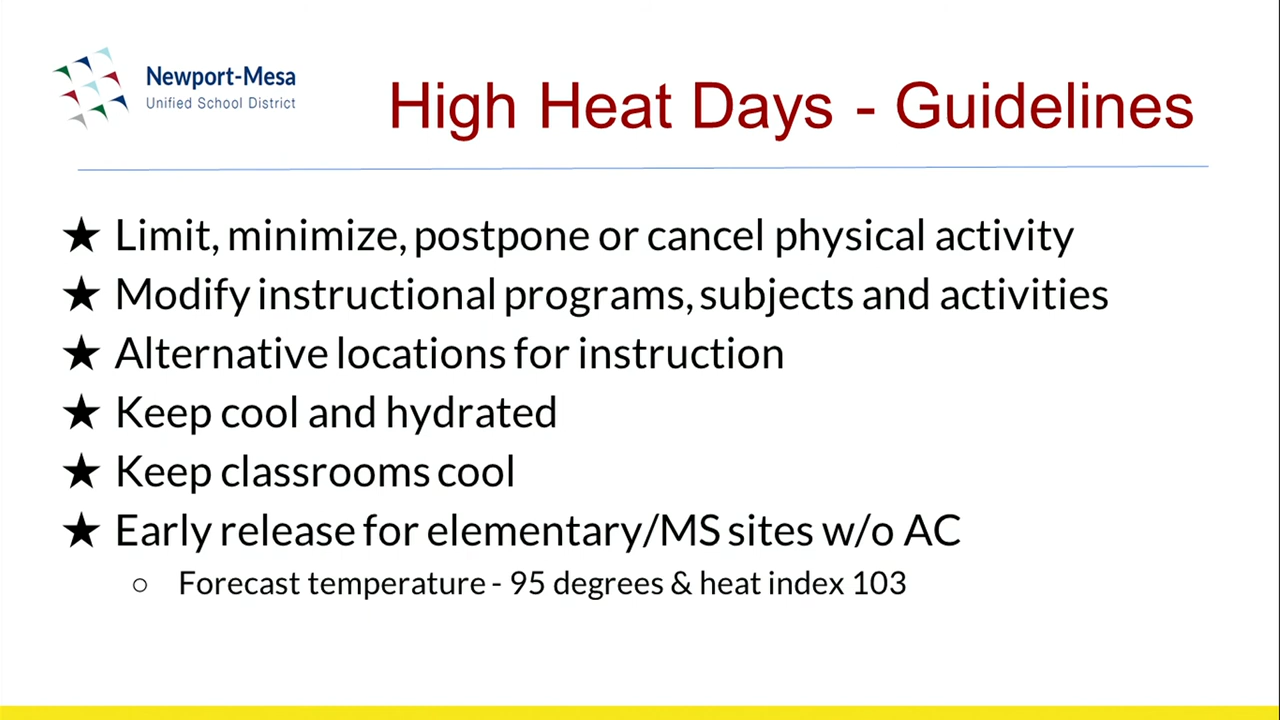 Newport-Mesa
Unified School District
High Heat Days - Guidelines
★ Limit, minimize, postpone or cancel physical activity
★ Modify instructional programs, subjects and activities
★ Alternative locations for instruction
★ Keep cool and hydrated
★ Keep classrooms cool
★ Early release for elementary/MS sites w/o AC
○ Forecast temperature - 95 degrees & heat index 103